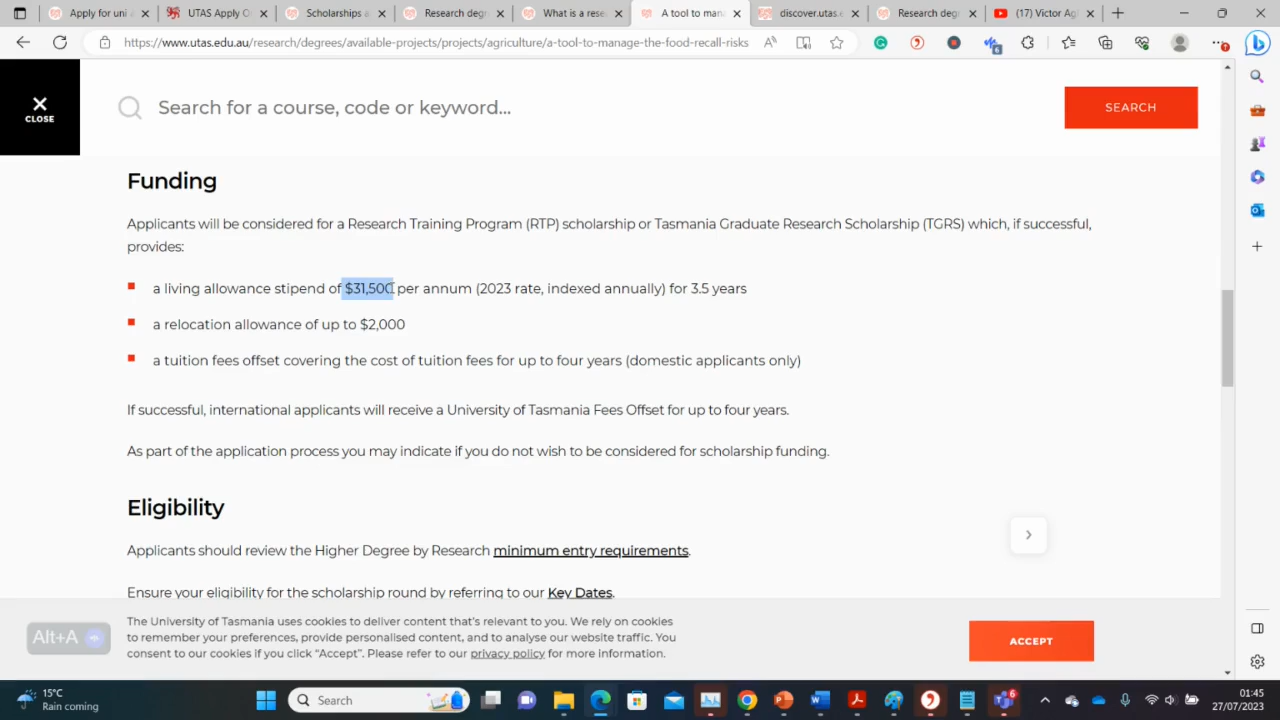 Apply for uni a
UTAS Apply O
Scholarships a
Research degr
What is a rese
A tool to man
discover.utas.e
Research degr
(17) Victor Ag
https://www.utas.edu.au/research/degrees/available-projects/projects/agriculture/a-tool-to-manage-the-food-recall-risks
6
CLOSE
Search for a course, code or keyword...
SEARCH
Funding
Applicants will be considered for a Research Training Program (RTP) scholarship or Tasmania Graduate Research Scholarship (TGRS) which, if successful,
provides:
a living allowance stipend of $31,500 per annum (2023 rate, indexed annually) for 3.5 years
a relocation allowance of up to $2,000
a tuition fees offset covering the cost of tuition fees for up to four years (domestic applicants only)
If successful, international applicants will receive a University of Tasmania Fees Offset for up to four years.
As part of the application process you may indicate if you do not wish to be considered for scholarship funding.
Eligibility
Applicants should review the Higher Degree by Research minimum entry requirements.
Ensure your eligibility for the scholarship round by referring to our Key Dates.
Alt+A
The University of Tasmania uses cookies to deliver content that's relevant to you. We rely on cookies
to remember your preferences, provide personalised content, and to analyse our website traffic. You
consent to our cookies if you click "Accept". Please refer to our privacy policy for more information.
ACCEPT
15°C
Rain coming
Search
6
01:45
27/07/2023